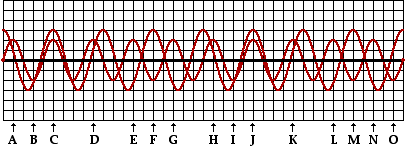 A B C D E F G H I J K L M N O